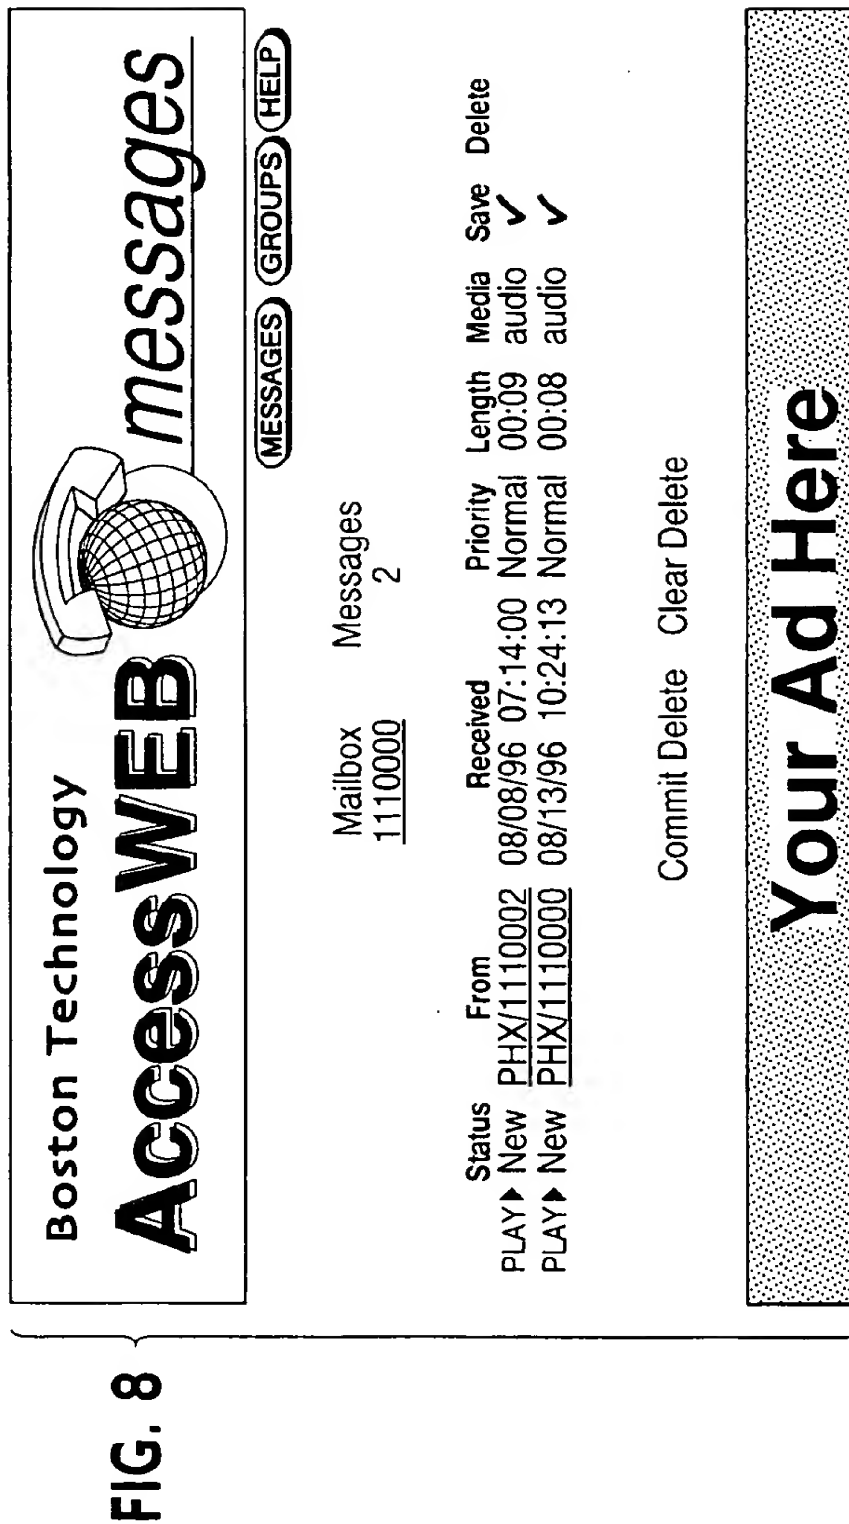 FIG. 8
Boston Technology
AccessWEB messages
MESSAGES GROUPS HELP
Mailbox Messages
1110000 2
Status From Received Priority Length Media Save Delete
PLAY▶ New PHX/1110002 08/08/96 07:14:00 Normal 00:09 audio ✓
PLAY▶ New PHX/1110000 08/13/96 10:24:13 Normal 00:08 audio ✓
Commit Delete Clear Delete
Your Ad Here